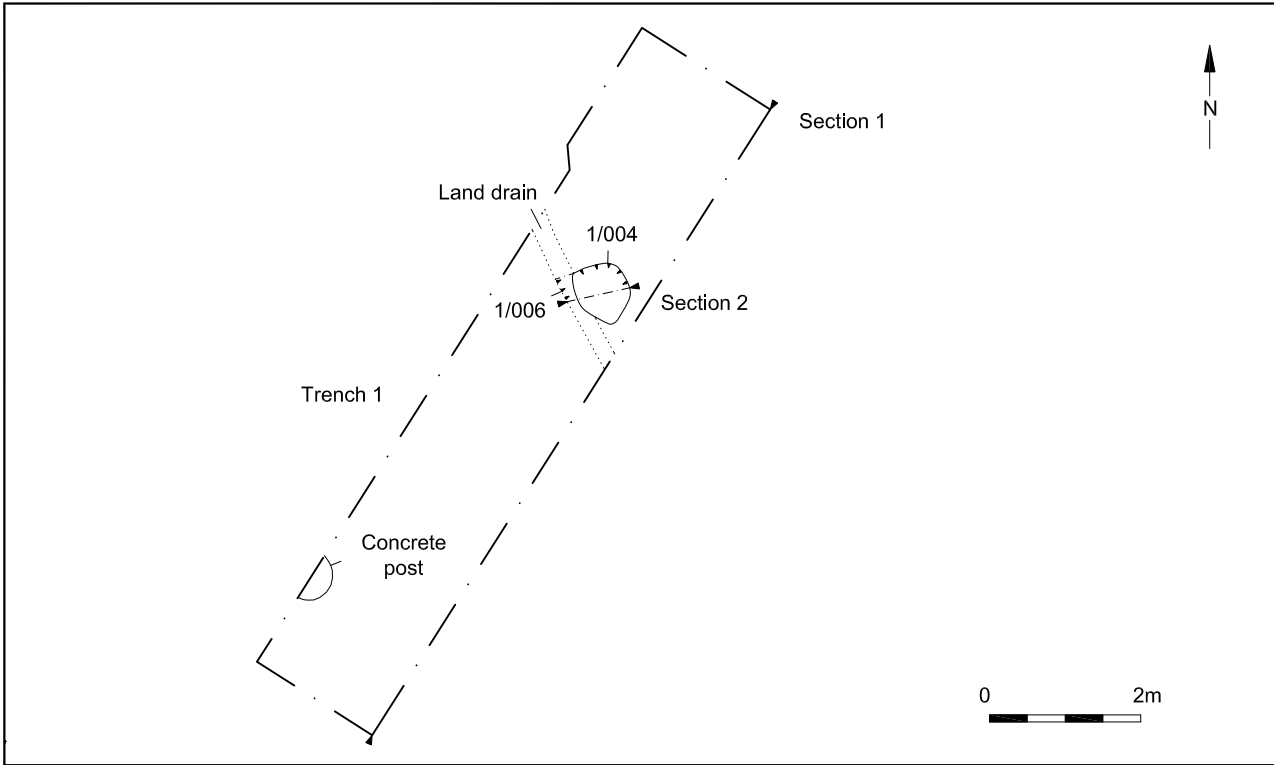 Section 1
N
Land drain
1/004
1/006
Section 2
Trench 1
Concrete
post
0 2m